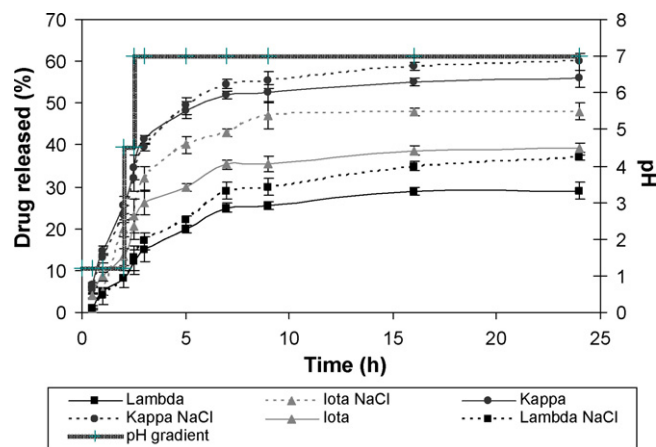 70
60
50
40
30
20
10
0
Drug released (%)
8
7
6
5
4
3
2
1
0
pH
0 5 10 15 20 25
Time (h)
Lambda Iota NaCl Kappa
Kappa NaCl Iota Lambda NaCl
pH gradient